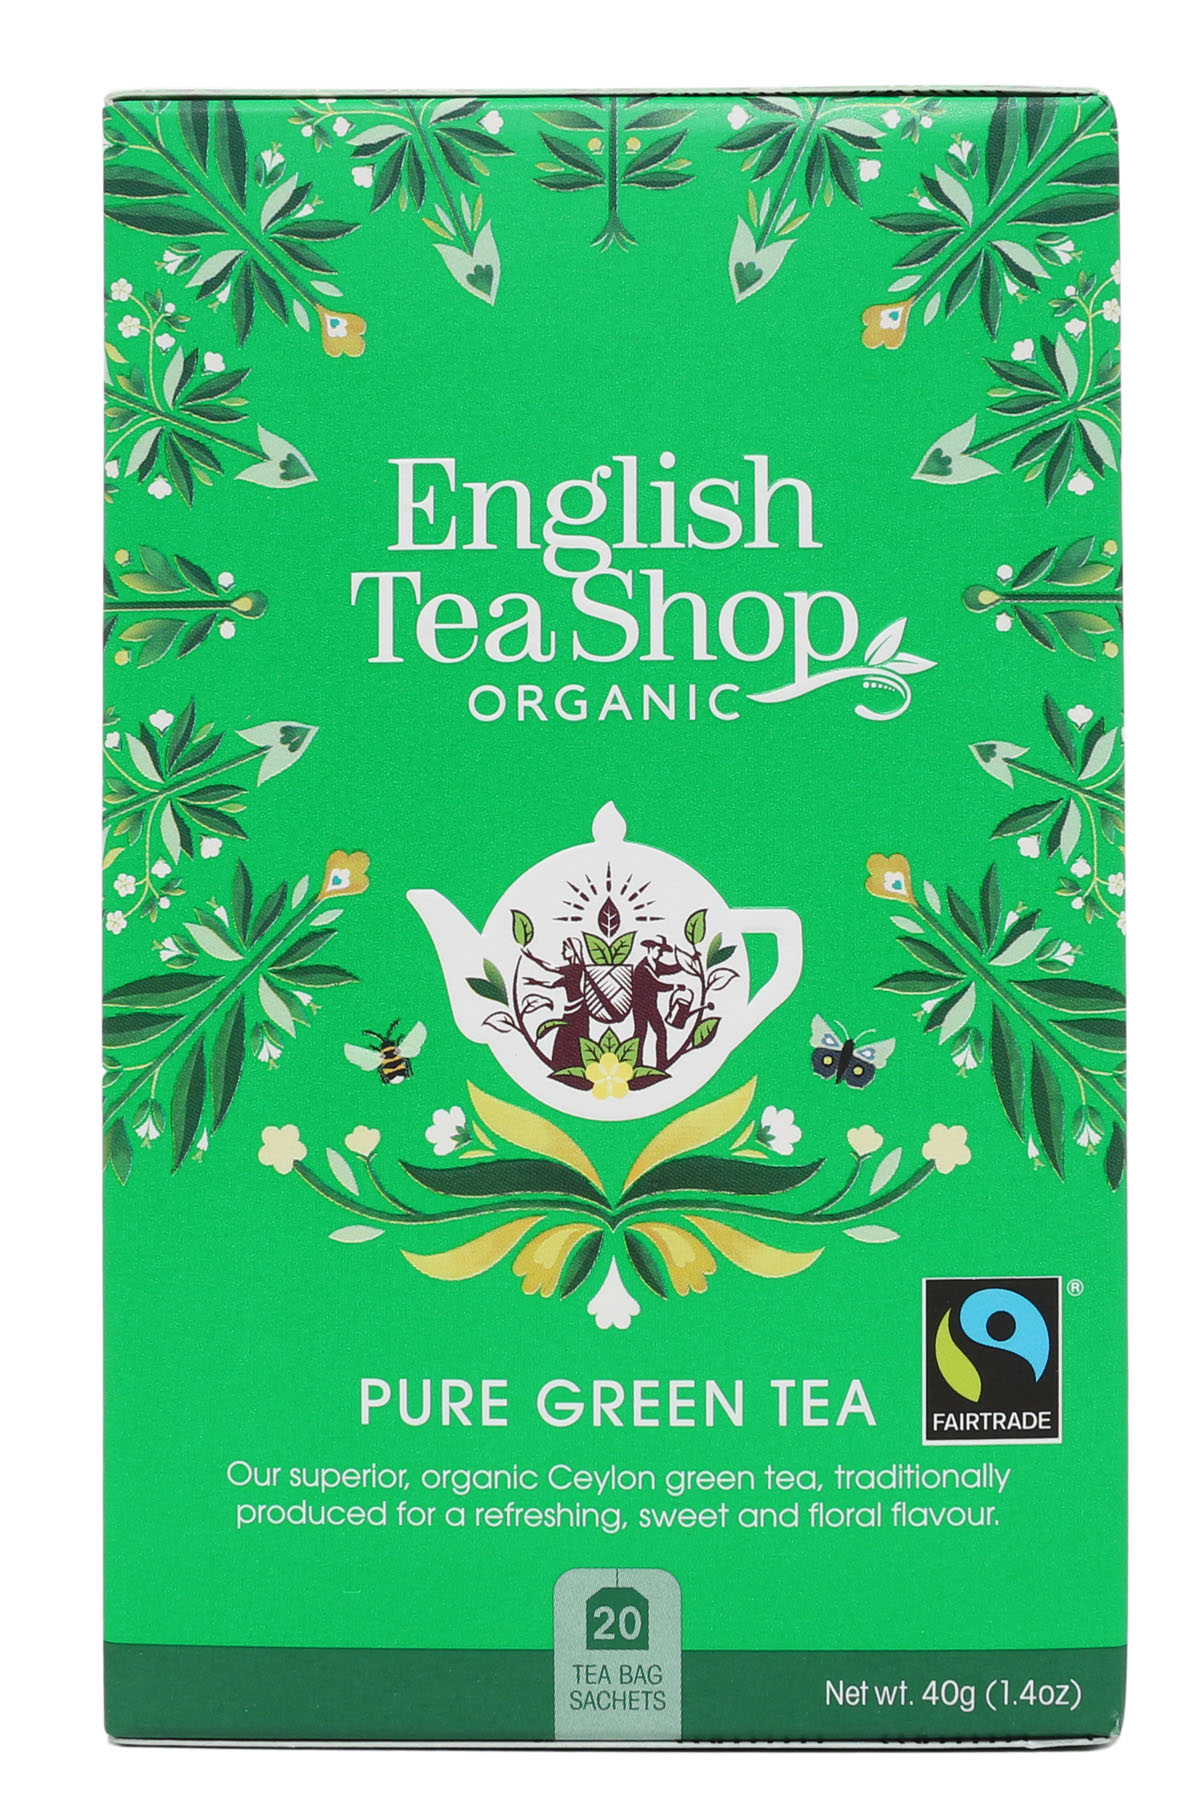 English
Tea Shop
ORGANIC
®
FAIRTRADE
PURE GREEN TEA
Our superior, organic Ceylon green tea, traditionally
produced for a refreshing, sweet and floral flavour.
20
TEA BAG
SACHETS
Net wt. 40g (1.4oz)